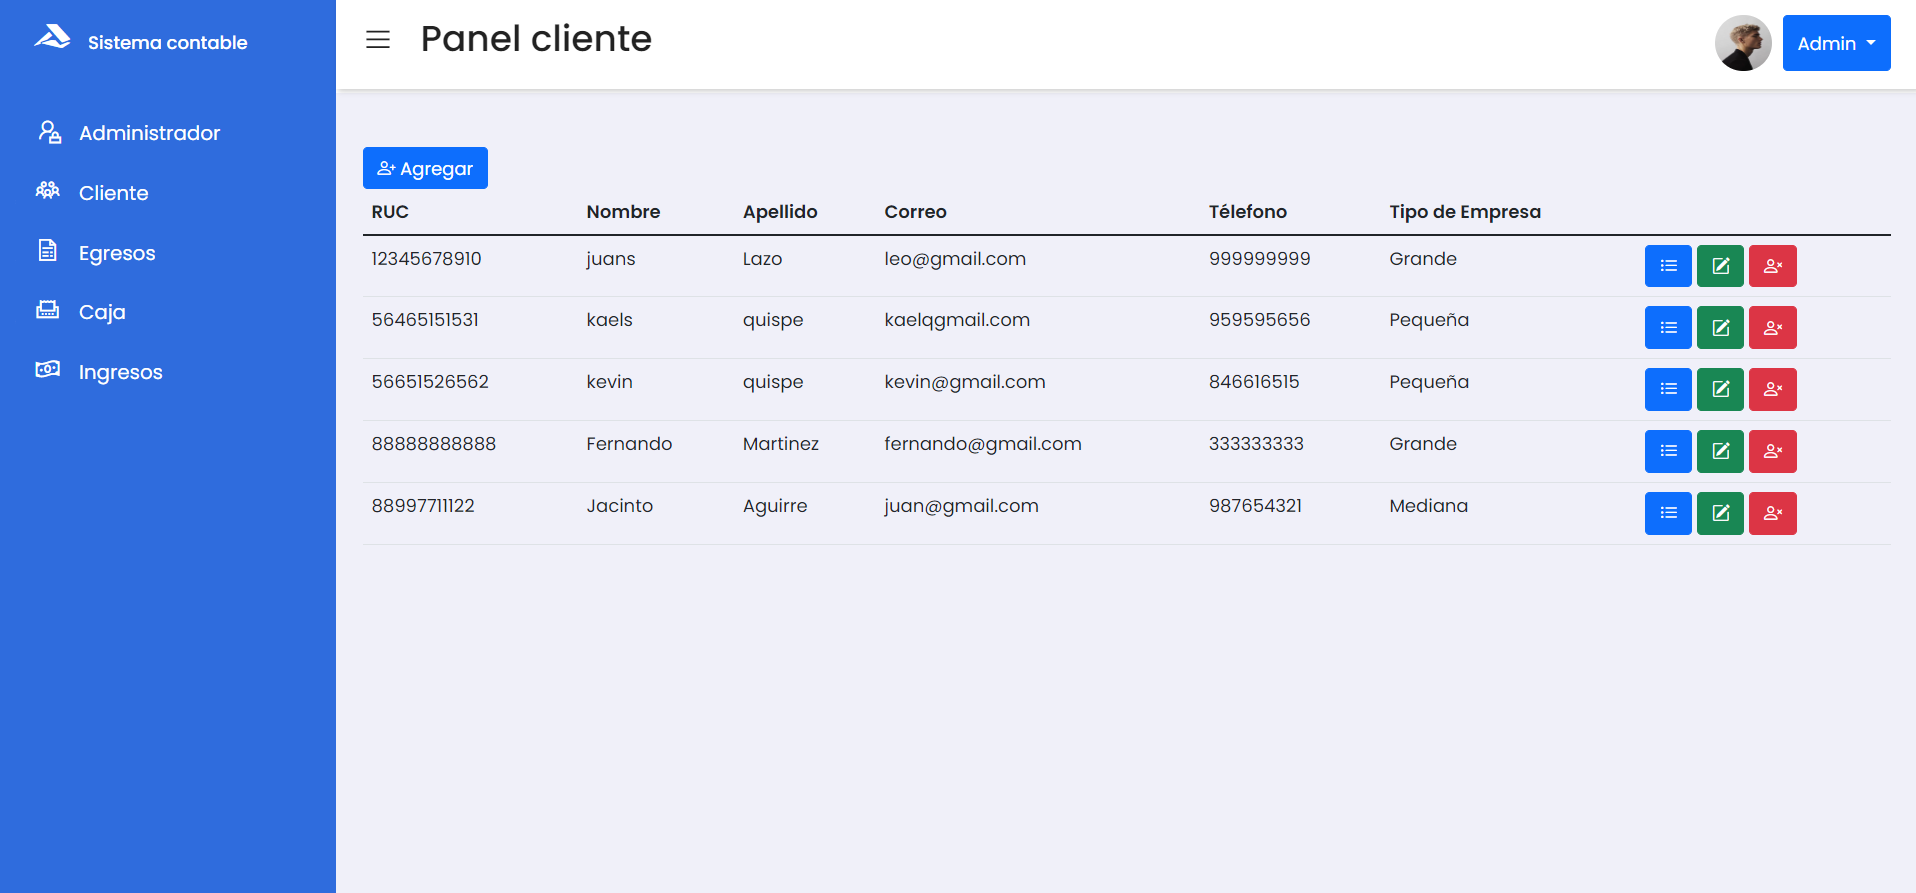 Sistema contable
Panel cliente
Admin
Administrador
Cliente
Egresos
Caja
Ingresos
Agregar
RUC Nombre Apellido Correo Télefono Tipo de Empresa
12345678910 juans Lazo leo@gmail.com 999999999 Grande
56465151531 kaels quispe kaelqgmail.com 959595656 Pequeña
56651526562 kevin quispe kevin@gmail.com 846616515 Pequeña
88888888888 Fernando Martinez fernando@gmail.com 333333333 Grande
88997711122 Jacinto Aguirre juan@gmail.com 987654321 Mediana